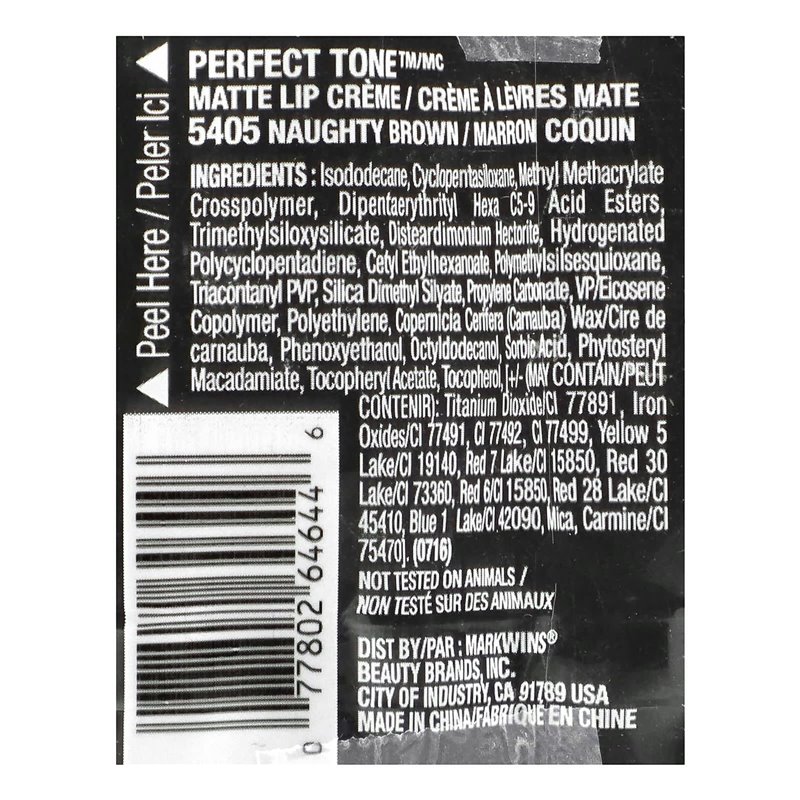 Peel Here / Peler Ici
PERFECT TONE™/MC
MATTE LIP CRÈME / CRÈME À LÈVRES MATE
5405 NAUGHTY BROWN / MARRON COQUIN
INGREDIENTS : Isododecane, Cyclopentasiloxane, Methyl Methacrylate
Crosspolymer, Dipentaerythrityl Hexa C5-9 Acid Esters,
Trimethylsiloxysilicate, Disteardimonium Hectorite, Hydrogenated
Polycyclopentadiene, Cetyl Ethylhexanoate, Polymethylsilsesquioxane,
Triacontanyl PVP, Silica Dimethyl Silyate, Propylene Carbonate, VP/Eicosene
Copolymer, Polyethylene, Copernicia Cerifera (Carnauba) Wax/Cire de
carnauba, Phenoxyethanol, Octyldodecanol, Sorbic Acid, Phytosteryl
Macadamiate, Tocopheryl Acetate, Tocopherol, [+/- (MAY CONTAIN/PEUT
CONTENIR): Titanium Dioxide/CI 77891, Iron
Oxides/CI 77491, CI 77492, CI 77499, Yellow 5
Lake/CI 19140, Red 7 Lake/CI 15850, Red 30
Lake/CI 73360, Red 6/CI 15850, Red 28 Lake/CI
45410, Blue 1 Lake/CI 42090, Mica, Carmine/CI
75470]. (0716)
NOT TESTED ON ANIMALS /
NON TESTÉ SUR DES ANIMAUX
DIST BY/PAR : MARKWINS®
BEAUTY BRANDS, INC.
CITY OF INDUSTRY, CA 91789 USA
MADE IN CHINA/FABRIQUÉ EN CHINE
0 77802 64644 6